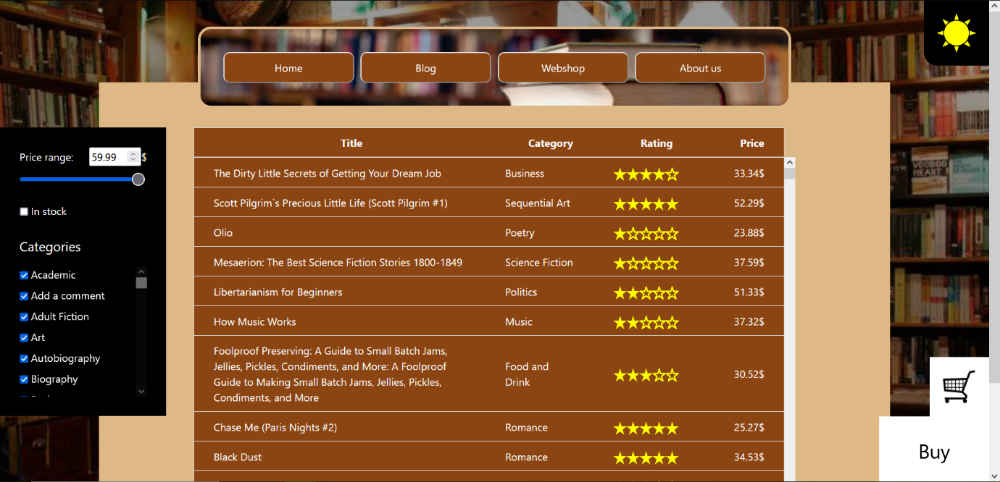 Home Blog Webshop About us
Price range: 59.99 $
In stock
Categories
Academic
Add a comment
Adult Fiction
Art
Autobiography
Biography
Title Category Rating Price
The Dirty Little Secrets of Getting Your Dream Job Business ★★★★☆ 33.34$
Scott Pilgrim`s Precious Little Life (Scott Pilgrim #1) Sequential Art ★★★★★ 52.29$
Olio Poetry ★☆☆☆☆ 23.88$
Mesaerion: The Best Science Fiction Stories 1800-1849 Science Fiction ★☆☆☆☆ 37.59$
Libertarianism for Beginners Politics ★★☆☆☆ 51.33$
How Music Works Music ★★☆☆☆ 37.32$
Foolproof Preserving: A Guide to Small Batch Jams,
Jellies, Pickles, Condiments, and More: A Foolproof
Guide to Making Small Batch Jams, Jellies, Pickles,
Condiments, and More
Food and
Drink
★★★☆☆ 30.52$
Chase Me (Paris Nights #2) Romance ★★★★★ 25.27$
Black Dust Romance ★★★★★ 34.53$
VOODOO
HEART
Buy